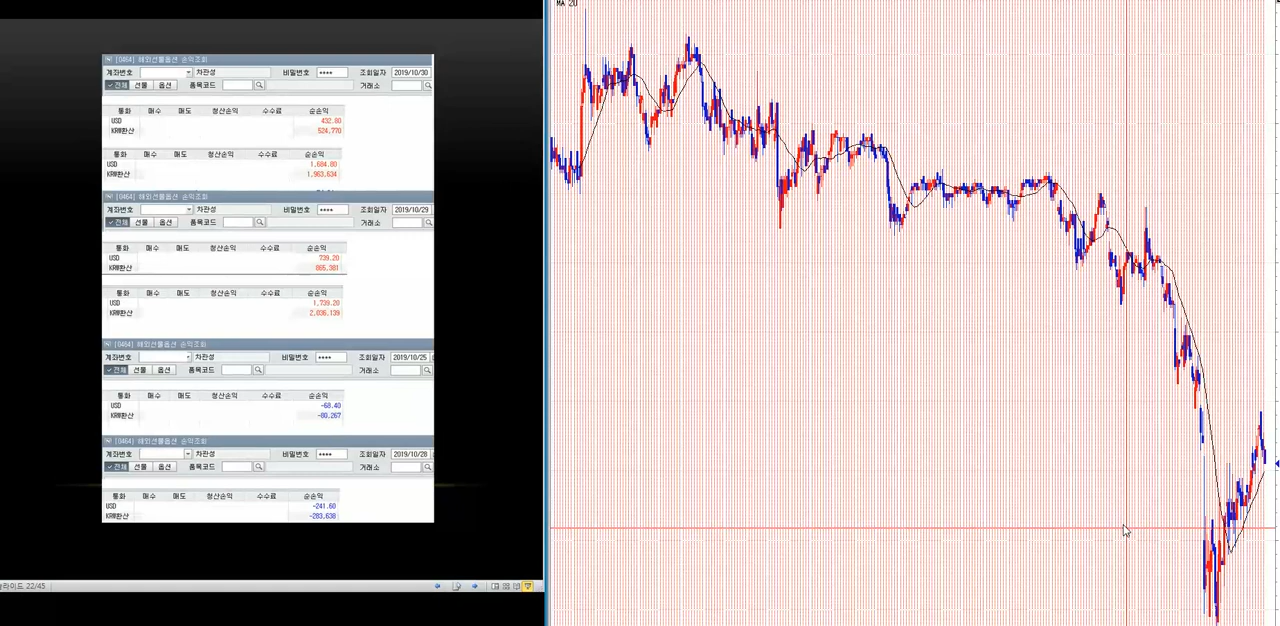 MA 20
[0464] 해외선물옵션 손익조회
계좌번호 차판성 비밀번호 **** 조회일자 2019/10/30
전체 선물 옵션 품목코드 거래소
통화 매수 매도 청산손익 수수료 순손익
USD 432.80
KRW환산 524,770
통화 매수 매도 청산손익 수수료 순손익
USD 1,684.80
KRW환산 1,963,634
[0464] 해외선물옵션 손익조회
계좌번호 차판성 비밀번호 **** 조회일자 2019/10/29
전체 선물 옵션 품목코드 거래소
통화 매수 매도 청산손익 수수료 순손익
USD 739.20
KRW환산 865,381
통화 매수 매도 청산손익 수수료 순손익
USD 1,739.20
KRW환산 2,036,139
[0464] 해외선물옵션 손익조회
계좌번호 차판성 비밀번호 **** 조회일자 2019/10/25
전체 선물 옵션 품목코드 거래소
통화 매수 매도 청산손익 수수료 순손익
USD -68.40
KRW환산 -80,267
[0464] 해외선물옵션 손익조회
계좌번호 차판성 비밀번호 **** 조회일자 2019/10/28
전체 선물 옵션 품목코드 거래소
통화 매수 매도 청산손익 수수료 순손익
USD -241.60
KRW환산 -283,638
슬라이드 22/45